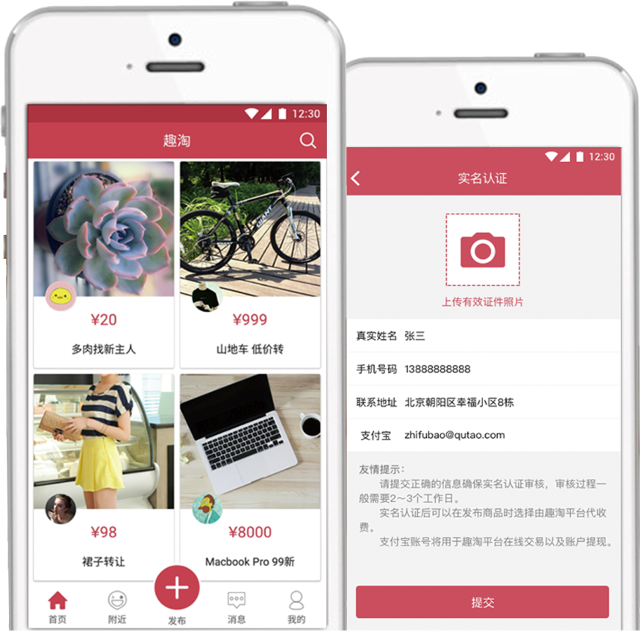 12:30
趣淘
¥20
多肉找新主人
GIANT
¥999
山地车 低价转
¥98
裙子转让
¥8000
Macbook Pro 99新
首页
附近
发布
消息
我的
12:30
实名认证
上传有效证件照片
真实姓名 张三
手机号码 13888888888
联系地址 北京朝阳区幸福小区8栋
支付宝 zhifubao@qutao.com
友情提示:
请提交正确的信息确保实名认证审核，审核过程一
般需要2～3个工作日。
实名认证后可以在发布商品时选择由趣淘平台代收
费。
支付宝账号将用于趣淘平台在线交易以及账户提现。
提交